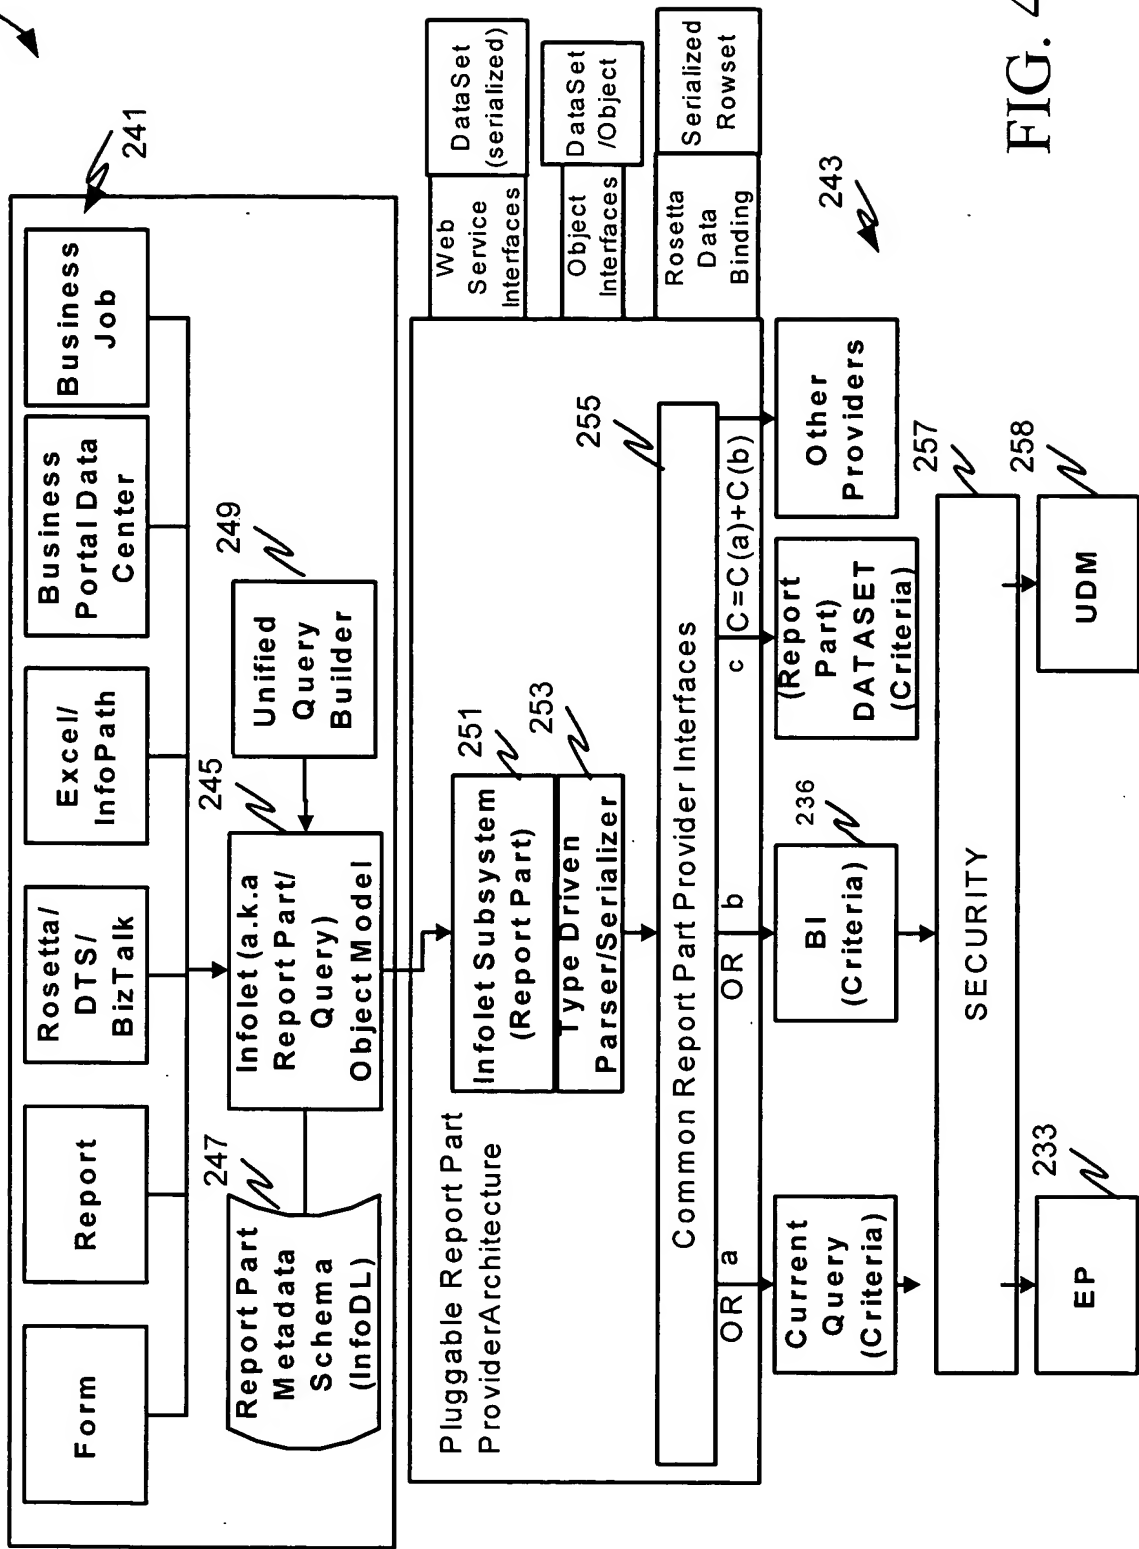 Form
Report
Rosetta/
DTS/
BizTalk
Excel/
InfoPath
Business
Portal Data
Center
Business
Job
241
247
Report Part
Metadata
Schema
(InfoDL)
245
Infolet (a.k.a
Report Part/
Query)
Object Model
249
Unified
Query
Builder
Pluggable Report Part
Provider Architecture
251
Infolet Subsystem
(Report Part)
253
Type Driven
Parser/Serializer
255
Common Report Part Provider Interfaces
Web
Service
Interfaces
DataSet
(serialized)
Object
Interfaces
DataSet
/Object
Rosetta
Data
Binding
Serialized
Rowset
OR a
OR b
c C=C(a)+C(b)
243
Current
Query
(Criteria)
236
BI
(Criteria)
(Report
Part)
DATASET
(Criteria)
Other
Providers
257
SECURITY
233
EP
258
UDM
FIG. 4